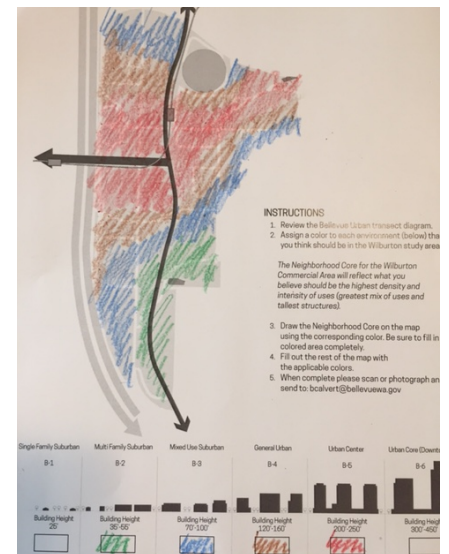 INSTRUCTIONS
1. Review the Bellevue Urban transect diagram.
2. Assign a color to each environment (below) tha
you think should be in the Wilburton study area
The Neighborhood Core for the Wilburton
Commercial Area will reflect what you
believe should be the highest density and
intensity of uses (greatest mix of uses and
tallest structures).
3. Draw the Neighborhood Core on the map
using the corresponding color. Be sure to fill in
colored area completely.
4. Fill out the rest of the map with
the applicable colors.
5. When complete please scan or photograph an
send to: bcalvert@bellevuewa.gov
Single Family Suburban Multi Family Suburban Mixed Use Suburban General Urban Urban Center Urban Core (Downt
B-1 B-2 B-3 B-4 B-5 B-6
Building Height Building Height Building Height Building Height Building Height Building Heig
25' 35'-55' 70'-100' 120'-160' 200'-250' 300'-450'